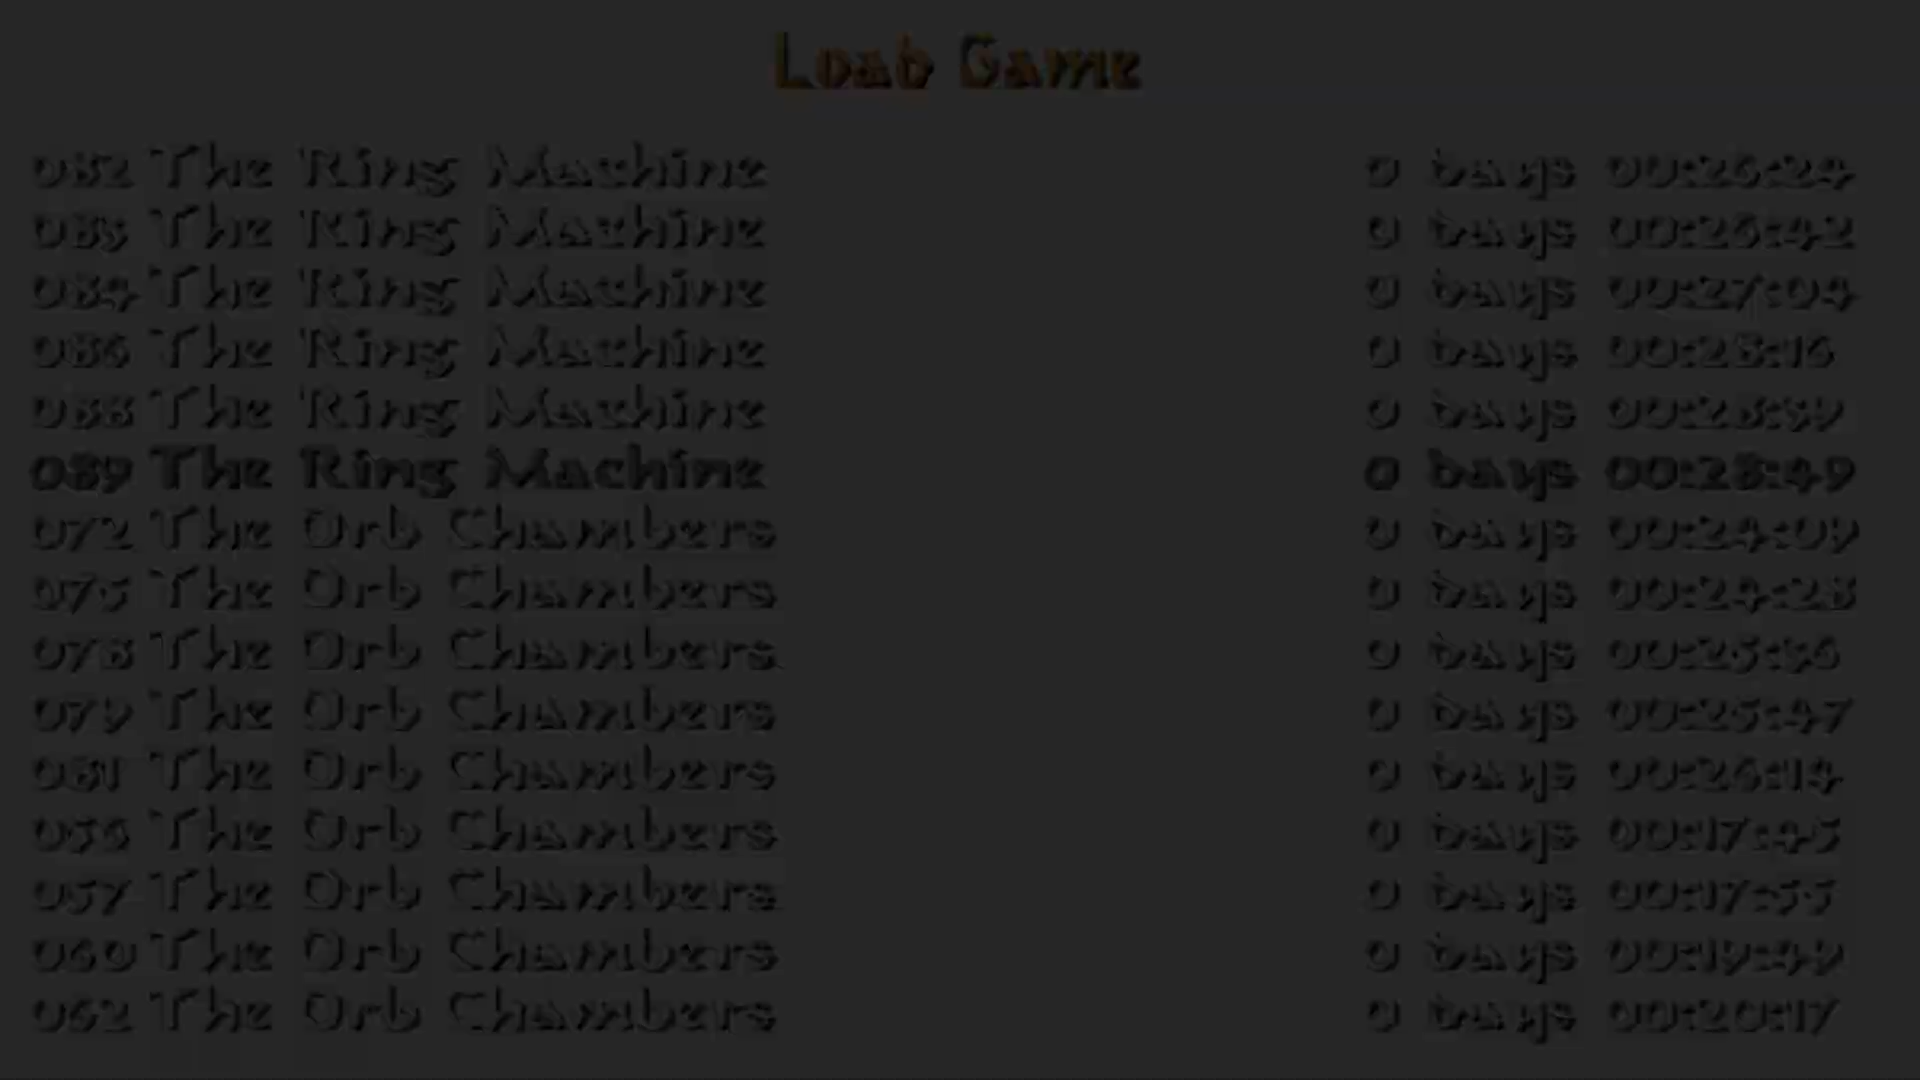 Load Game
082 The Ring Machine 0 days 00:26:24
083 The Ring Machine 0 days 00:26:42
084 The Ring Machine 0 days 00:27:04
086 The Ring Machine 0 days 00:28:16
088 The Ring Machine 0 days 00:28:39
089 The Ring Machine 0 days 00:28:49
072 The Orb Chambers 0 days 00:24:09
075 The Orb Chambers 0 days 00:24:28
078 The Orb Chambers 0 days 00:25:36
079 The Orb Chambers 0 days 00:25:47
081 The Orb Chambers 0 days 00:26:14
056 The Orb Chambers 0 days 00:17:45
057 The Orb Chambers 0 days 00:17:55
060 The Orb Chambers 0 days 00:19:49
062 The Orb Chambers 0 days 00:20:17